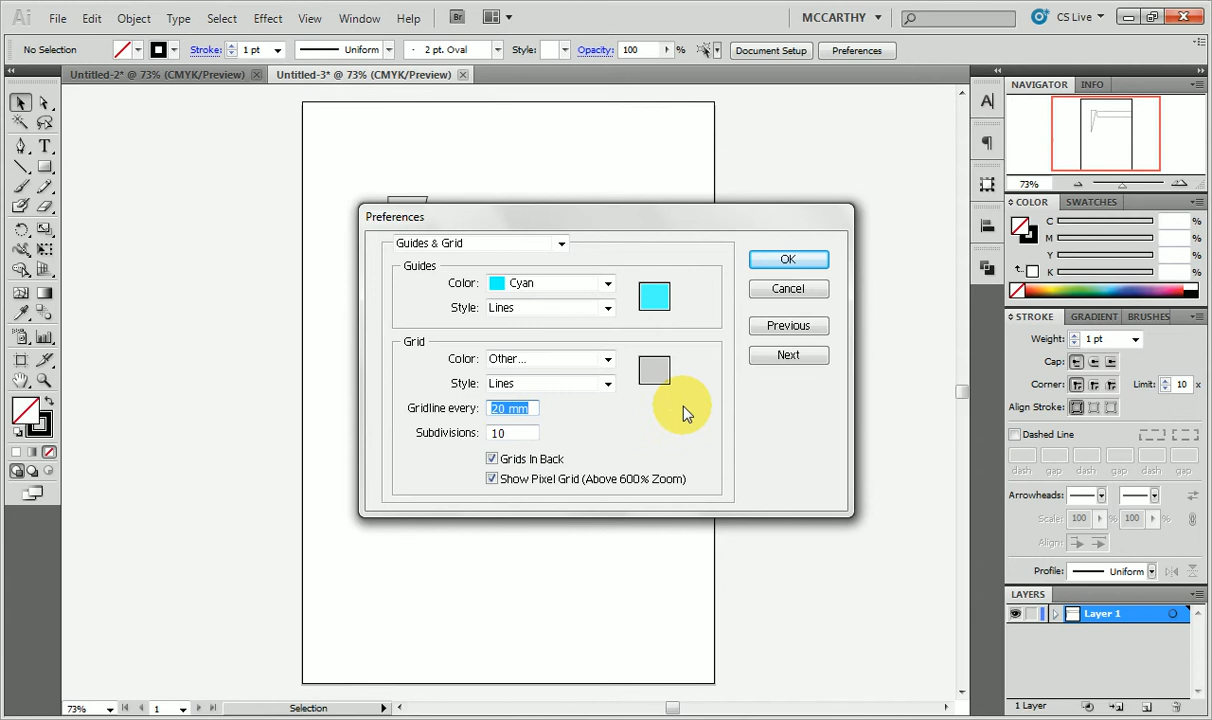 Ai File Edit Object Type Select Effect View Window Help Br MCCARTHY CS Live
No Selection Stroke: 1 pt Uniform 2 pt. Oval Style: Opacity: 100 % Document Setup Preferences
Untitled-2* @ 73% (CMYK/Preview) Untitled-3* @ 73% (CMYK/Preview)
NAVIGATOR INFO
73%
COLOR SWATCHES
C %
M %
Y %
K %
STROKE GRADIENT BRUSHES
Weight: 1 pt
Cap:
Corner: Limit: 10 x
Align Stroke:
Dashed Line
dash gap dash gap dash gap
Arrowheads:
Scale: 100 % 100 %
Align:
Profile: Uniform
LAYERS
Layer 1
1 Layer
Preferences
Guides & Grid
Guides
Color: Cyan
Style: Lines
Grid
Color: Other...
Style: Lines
Gridline every: 20 mm
Subdivisions: 10
Grids In Back
Show Pixel Grid (Above 600% Zoom)
OK
Cancel
Previous
Next
73% 1 Selection